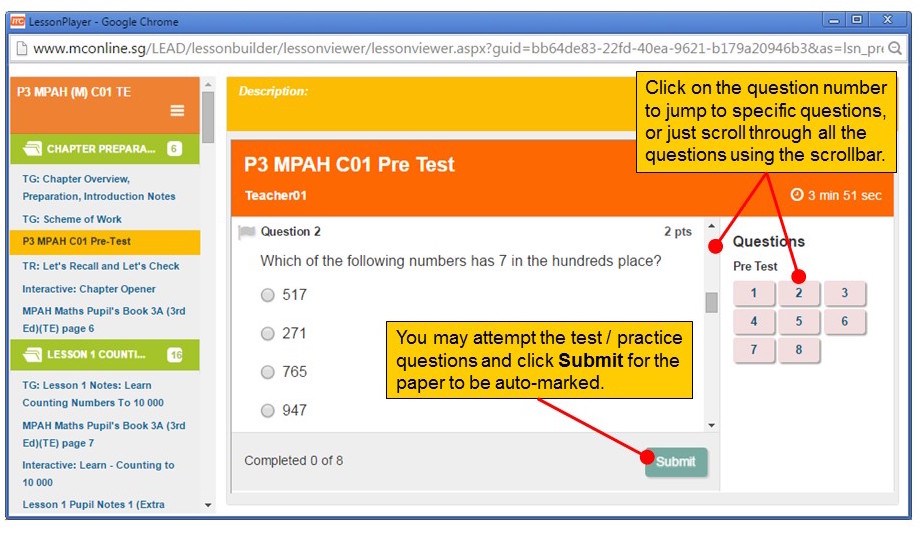 LessonPlayer - Google Chrome
www.mconline.sg/LEAD/lessonbuilder/lessonviewer/lessonviewer.aspx?guid=bb64de83-22fd-40ea-9621-b179a20946b3&as=lsn_pr
P3 MPAH (M) C01 TE
CHAPTER PREPARA... 6
TG: Chapter Overview,
Preparation, Introduction Notes
TG: Scheme of Work
P3 MPAH C01 Pre-Test
TR: Let's Recall and Let's Check
Interactive: Chapter Opener
MPAH Maths Pupil's Book 3A (3rd
Ed)(TE) page 6
LESSON 1 COUNTI... 16
TG: Lesson 1 Notes: Learn
Counting Numbers To 10 000
MPAH Maths Pupil's Book 3A (3rd
Ed)(TE) page 7
Interactive: Learn - Counting to
10 000
Lesson 1 Pupil Notes 1 (Extra
Description:
Click on the question number
to jump to specific questions,
or just scroll through all the
questions using the scrollbar.
P3 MPAH C01 Pre Test
Teacher01
3 min 51 sec
Question 2
2 pts
Which of the following numbers has 7 in the hundreds place?
517
271
765
947
You may attempt the test / practice
questions and click Submit for the
paper to be auto-marked.
Completed 0 of 8
Submit
Questions
Pre Test
1 2 3
4 5 6
7 8